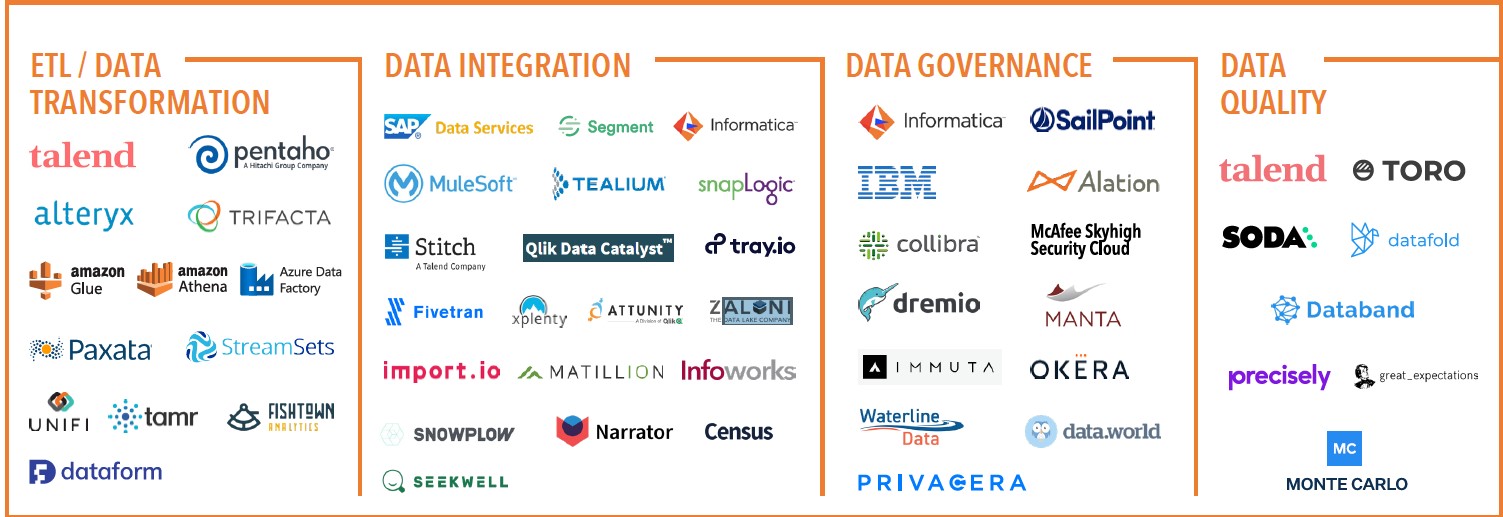 ETL / DATA
TRANSFORMATION
talend
pentaho
A Hitachi Group Company
alteryx
TRIFACTA
amazon
Glue
amazon
Athena
Azure Data
Factory
Paxata
StreamSets
UNIFI
tamr
FISHTOWN
ANALYTICS
dataform
DATA INTEGRATION
SAP Data Services
Segment
Informatica
MuleSoft
TEALIUM
snapLogic
Stitch
A Talend Company
Qlik Data Catalyst™
tray.io
Fivetran
xplenty
ATTUNITY
A Division of Qlik
ZALONI
THE DATA LAKE COMPANY
import.io
MATILLION
Infoworks
SNOWPLOW
Narrator
Census
SEEKWELL
DATA GOVERNANCE
Informatica
SailPoint
IBM
Alation
collibra
McAfee Skyhigh
Security Cloud
dremio
MANTA
IMMUTA
OKERA
Waterline
Data
data.world
PRIVACERA
DATA
QUALITY
talend
TORO
SODA
datafold
Databand
precisely
great_expectations
MC
MONTE CARLO